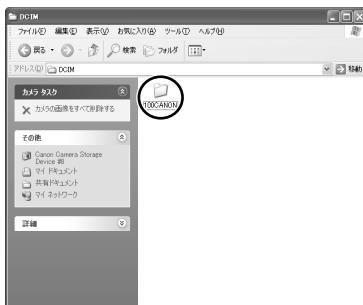 DCIM
ファイル(F) 編集(E) 表示(V) お気に入り(A) ツール(T) ヘルプ(H)
戻る 検索 フォルダ
アドレス(D) DCIM 移動
カメラ タスク
カメラの画像をすべて削除する
100CANON
その他
Canon Camera Storage
Device #8
マイ ドキュメント
共有ドキュメント
マイ ネットワーク
詳細